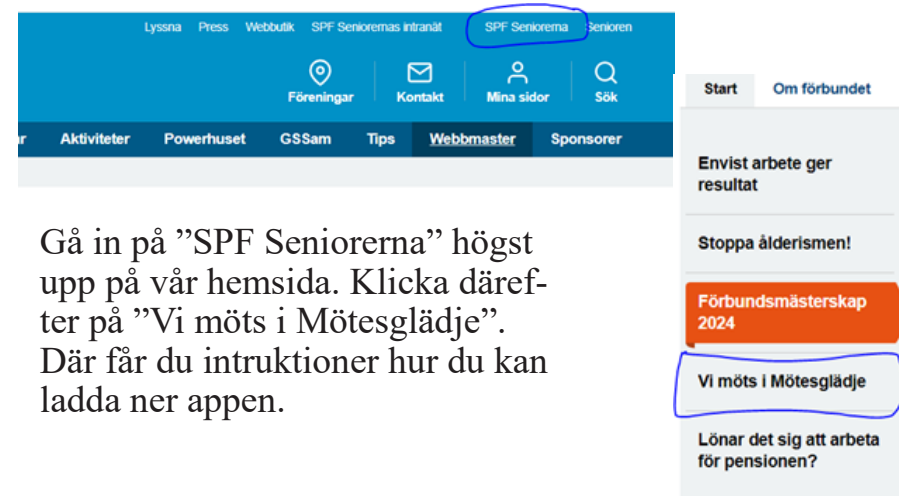 Lyssna Press Webbutik SPF Seniorernas intranät SPF Seniorerna Senioren
Föreningar Kontakt Mina sidor Sök
Aktiviteter Powerhuset GSSam Tips Webbmaster Sponsorer
Gå in på ”SPF Seniorerna” högst
upp på vår hemsida. Klicka däref-
ter på ”Vi möts i Mötesglädje”.
Där får du intruktioner hur du kan
ladda ner appen.
Start Om förbundet
Envist arbete ger
resultat
Stoppa ålderismen!
Förbundsmästerskap
2024
Vi möts i Mötesglädje
Lönar det sig att arbeta
för pensionen?